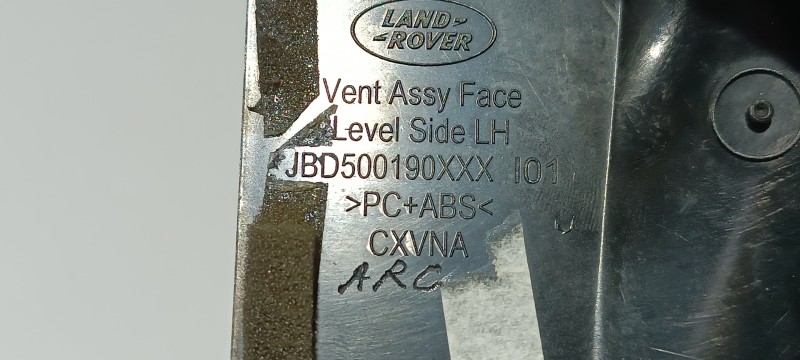 LAND
ROVER
Vent Assy Face
Level Side LH
JBD500190XXX I01
>PC+ABS<
CXVNA
ARC